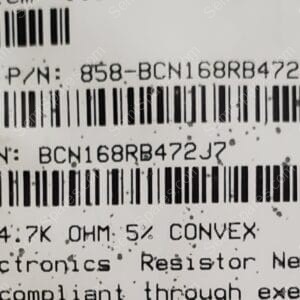 P/N: 858-BCN168RB472
N: BCN168RB472J7
4.7K OHM 5% CONVEX
ctronics Resistor Ne
compliant through exe